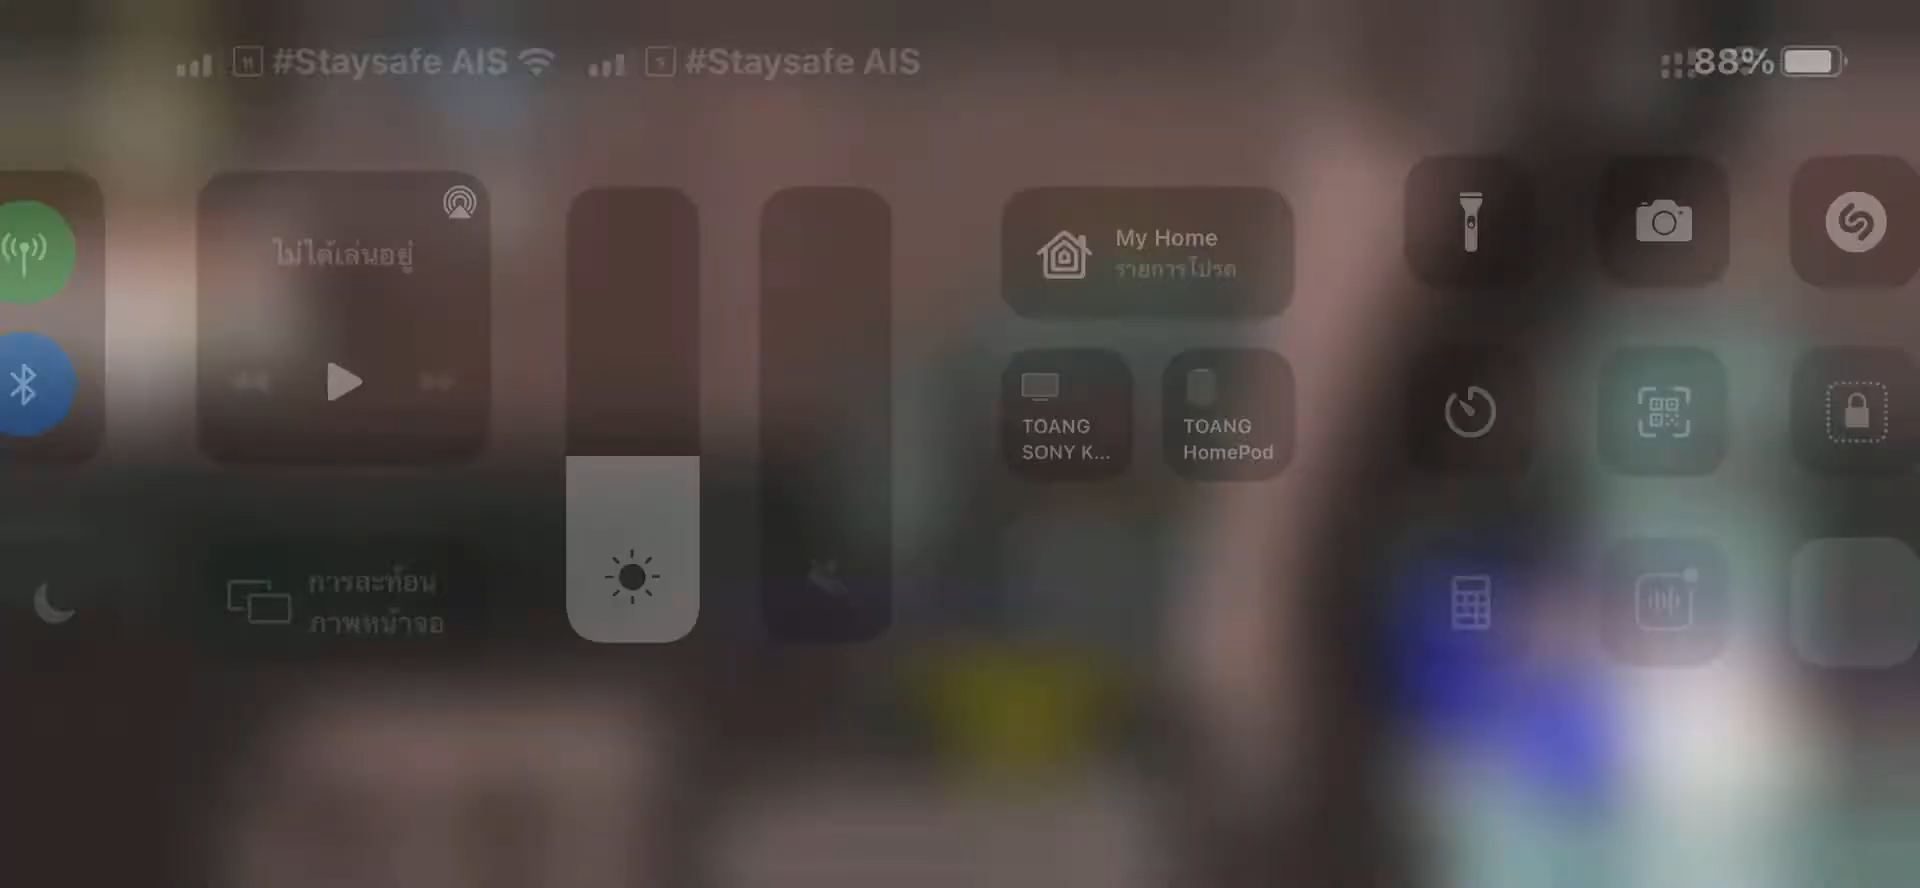 #Staysafe AIS
#Staysafe AIS
88%
ไม่ได้เล่นอยู่
My Home
รายการโปรด
TOANG
SONY K...
TOANG
HomePod
การสะท้อน
ภาพหน้าจอ